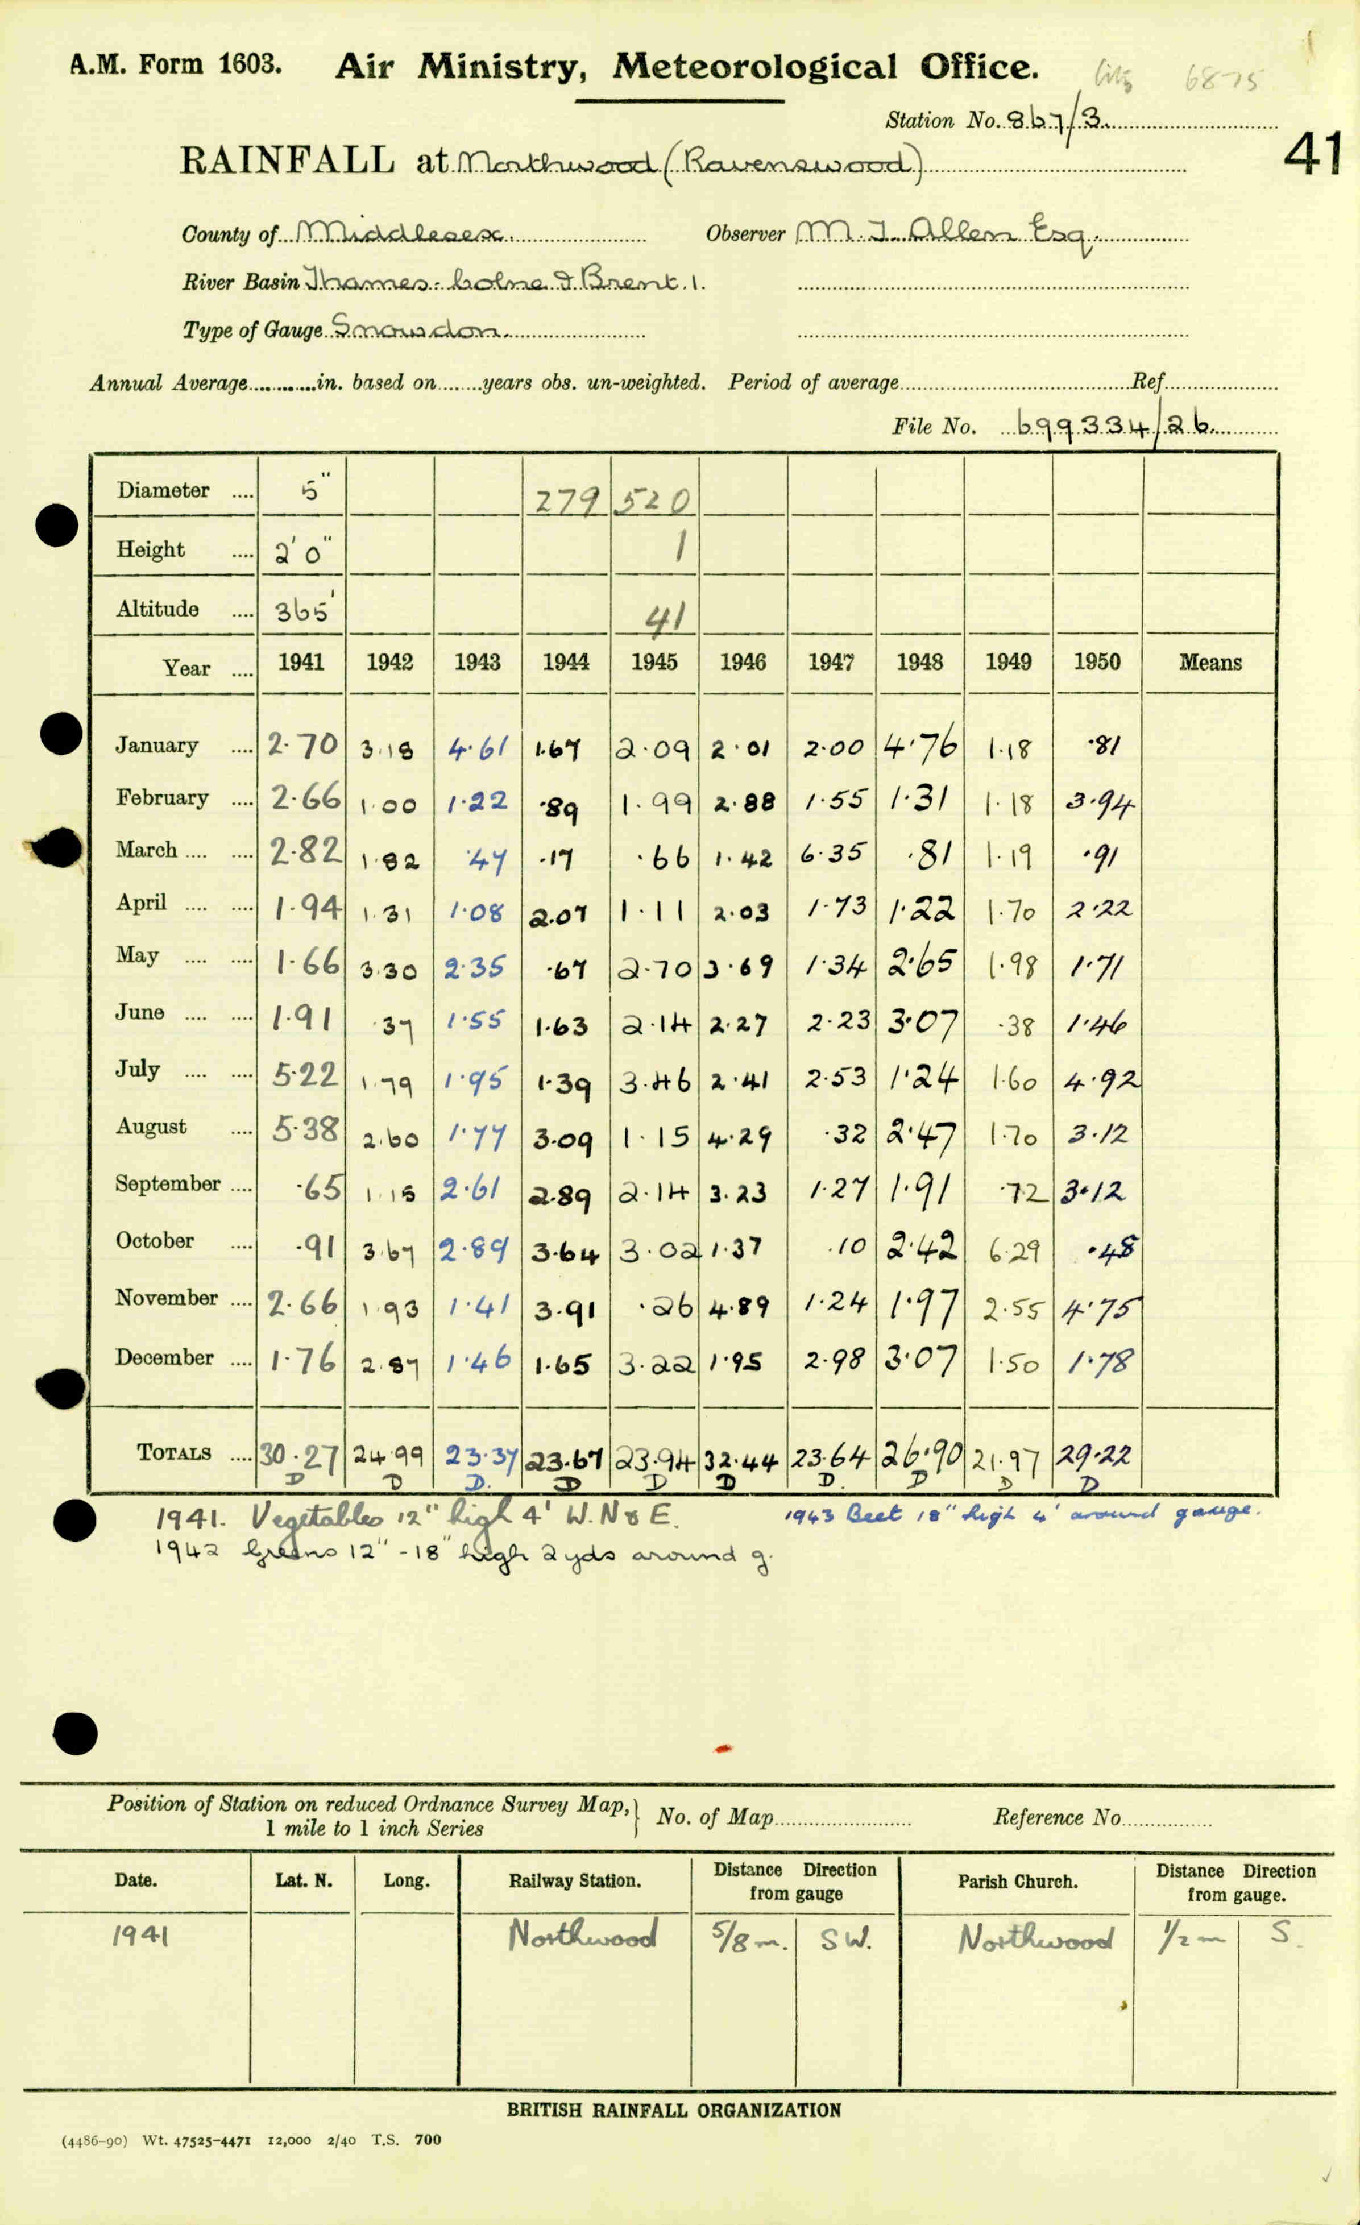 A.M. Form 1603. Air Ministry, Meteorological Office. 6875
Station No. 867/3
41
RAINFALL at Northwood (Ravenswood)
County of Middlesex. Observer M. J. Allen Esq.
River Basin Thames: Colne & Brent. 1.
Type of Gauge Snowdon.
Annual Average............in. based on........years obs. un-weighted. Period of average.......... Ref..........
File No. 699334/26
Diameter .... 5" 279 520
Height .... 2' 0" 1
Altitude .... 365' 41
Year .... 1941 1942 1943 1944 1945 1946 1947 1948 1949 1950 Means
January .... 2.70 3.18 4.61 1.67 2.09 2.01 2.00 4.76 1.18 .81
February .... 2.66 1.00 1.22 .89 1.99 2.88 1.55 1.31 1.18 3.94
March .... .... 2.82 1.82 .47 .17 .66 1.42 6.35 .81 1.19 .91
April .... .... 1.94 1.31 1.08 2.07 1.11 2.03 1.73 1.22 1.70 2.22
May .... .... 1.66 3.30 2.35 .67 2.70 3.69 1.34 2.65 1.98 1.71
June .... .... 1.91 .37 1.55 1.63 2.14 2.27 2.23 3.07 .38 1.46
July .... .... 5.22 1.79 1.95 1.39 3.46 2.41 2.53 1.24 1.60 4.92
August .... 5.38 2.60 1.77 3.09 1.15 4.29 .32 2.47 1.70 3.12
September .... .65 1.15 2.61 2.89 2.14 3.23 1.27 1.91 .72 3.12
October .... .91 3.67 2.89 3.64 3.02 1.37 .10 2.42 6.29 .48
November .... 2.66 1.93 1.41 3.91 .26 4.89 1.24 1.97 2.55 4.75
December .... 1.76 2.87 1.46 1.65 3.22 1.95 2.98 3.07 1.50 1.78
TOTALS .... 30.27 24.99 23.37 23.67 23.94 32.44 23.64 26.90 21.97 29.22
D D D. D D D D. D D D
1941. Vegetables 12" high 4' W. N & E. 1943 Beet 18" high 4' around gauge.
1942 Greens 12" - 18" high 2 yds around g.
Position of Station on reduced Ordnance Survey Map, } No. of Map.......... Reference No..........
1 mile to 1 inch Series
Date. Lat. N. Long. Railway Station. Distance Direction from gauge Parish Church. Distance Direction from gauge.
1941 Northwood 5/8 m. SW. Northwood 1/2 m S.
BRITISH RAINFALL ORGANIZATION
(4486-90) Wt. 47525-4471 12,000 2/40 T.S. 700